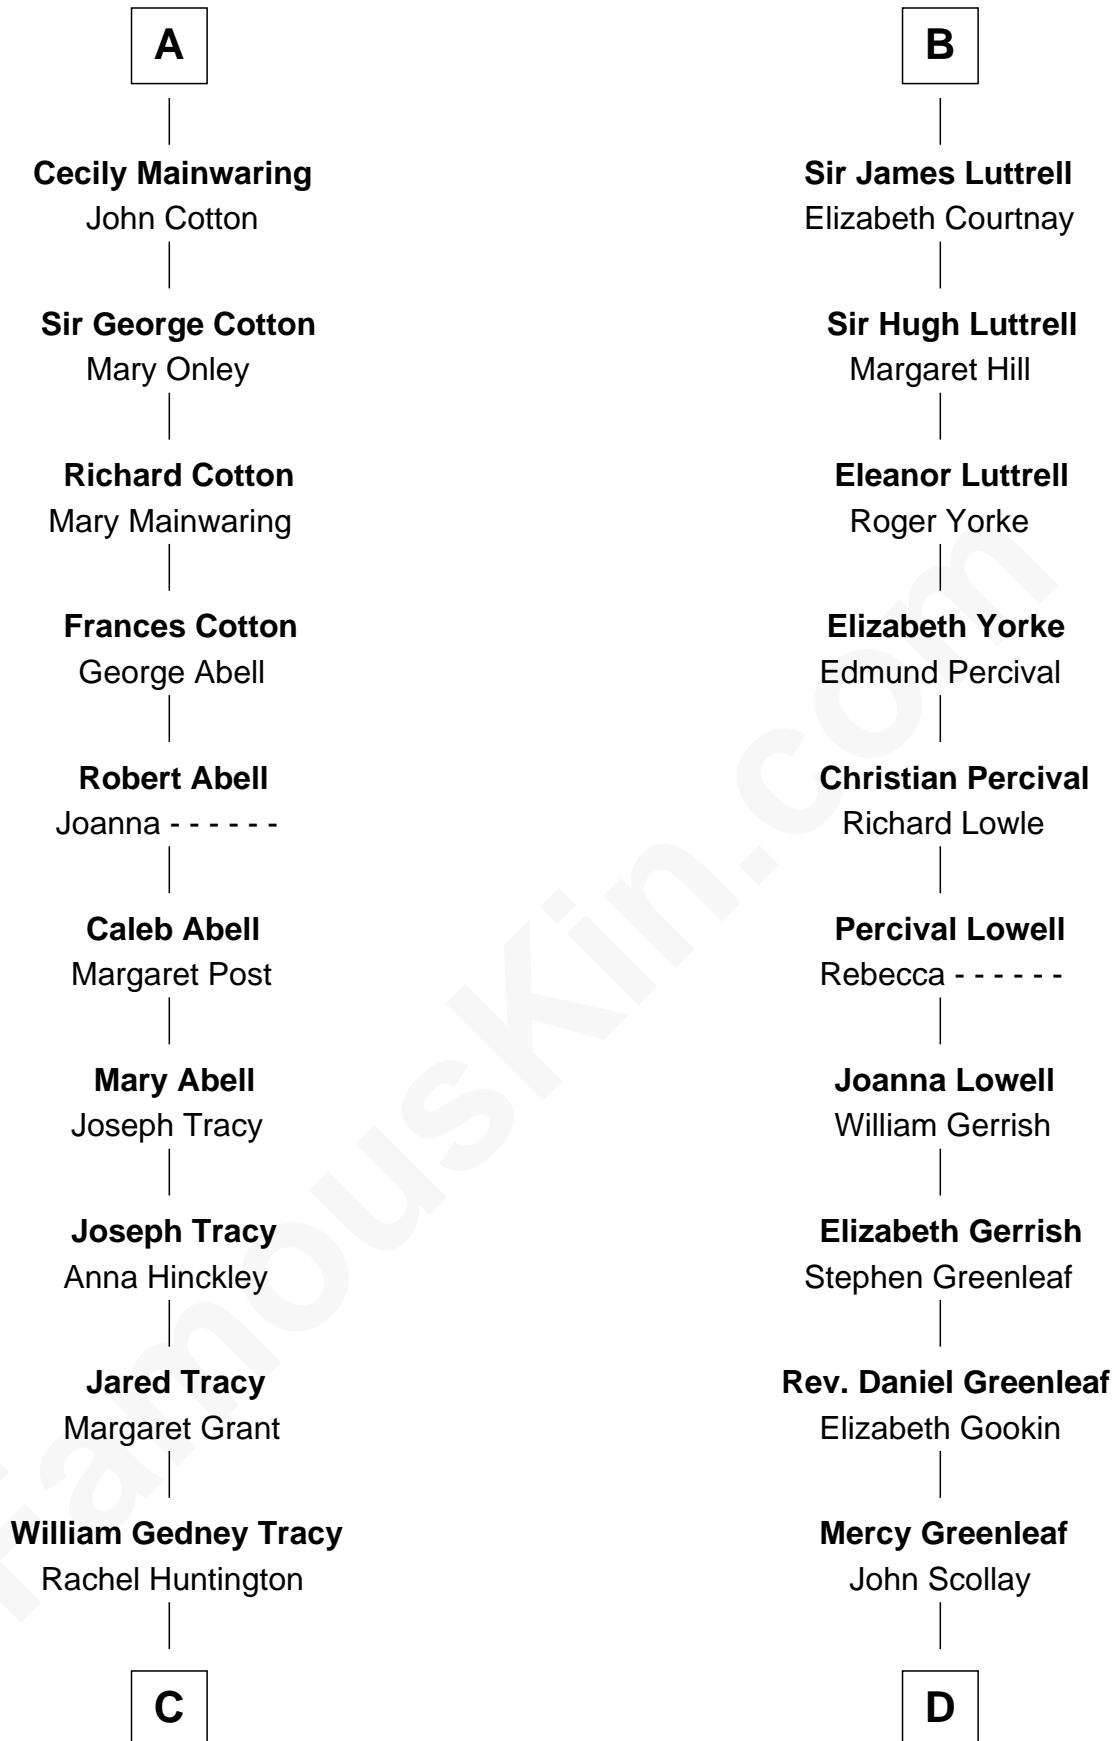 A
Cecily Mainwaring
John Cotton
Sir George Cotton
Mary Onley
Richard Cotton
Mary Mainwaring
Frances Cotton
George Abell
Robert Abell
Joanna - - - - - -
Caleb Abell
Margaret Post
Mary Abell
Joseph Tracy
Joseph Tracy
Anna Hinckley
Jared Tracy
Margaret Grant
William Gedney Tracy
Rachel Huntington
C
B
Sir James Luttrell
Elizabeth Courtnay
Sir Hugh Luttrell
Margaret Hill
Eleanor Luttrell
Roger Yorke
Elizabeth Yorke
Edmund Percival
Christian Percival
Richard Lowle
Percival Lowell
Rebecca - - - - - -
Joanna Lowell
William Gerrish
Elizabeth Gerrish
Stephen Greenleaf
Rev. Daniel Greenleaf
Elizabeth Gookin
Mercy Greenleaf
John Scollay
D
FamousKin.com